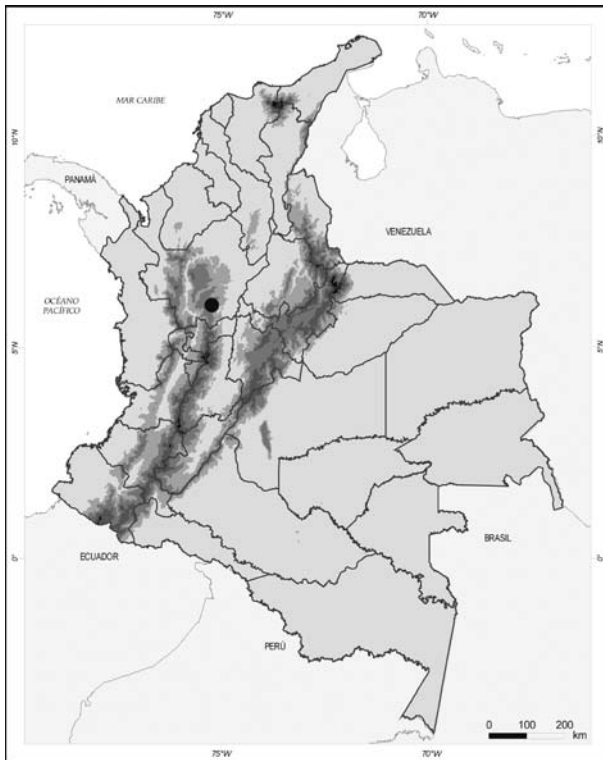 75°W 70°W
MAR CARIBE
10°N 10°N
PANAMÁ
VENEZUELA
OCÉANO
PACÍFICO
5°N 5°N
ECUADOR
0° 0°
BRASIL
PERÚ
0 100 200
km
75°W 70°W